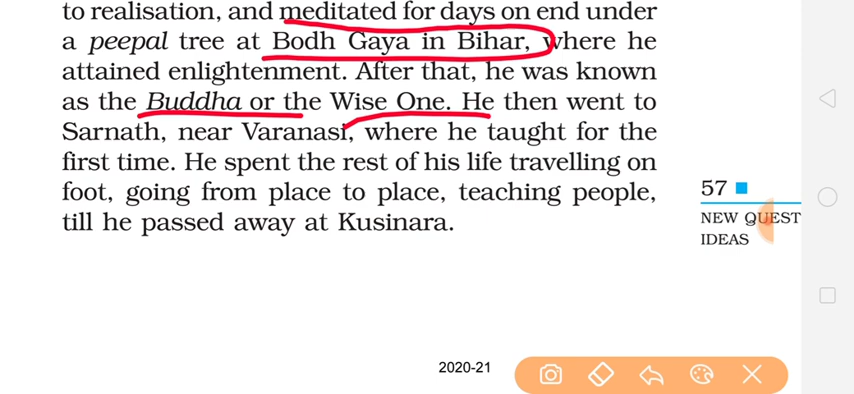 to realisation, and meditated for days on end under
a peepal tree at Bodh Gaya in Bihar, where he
attained enlightenment. After that, he was known
as the Buddha or the Wise One. He then went to
Sarnath, near Varanasi, where he taught for the
first time. He spent the rest of his life travelling on
foot, going from place to place, teaching people,
till he passed away at Kusinara.
57
NEW QUEST
IDEAS
2020-21